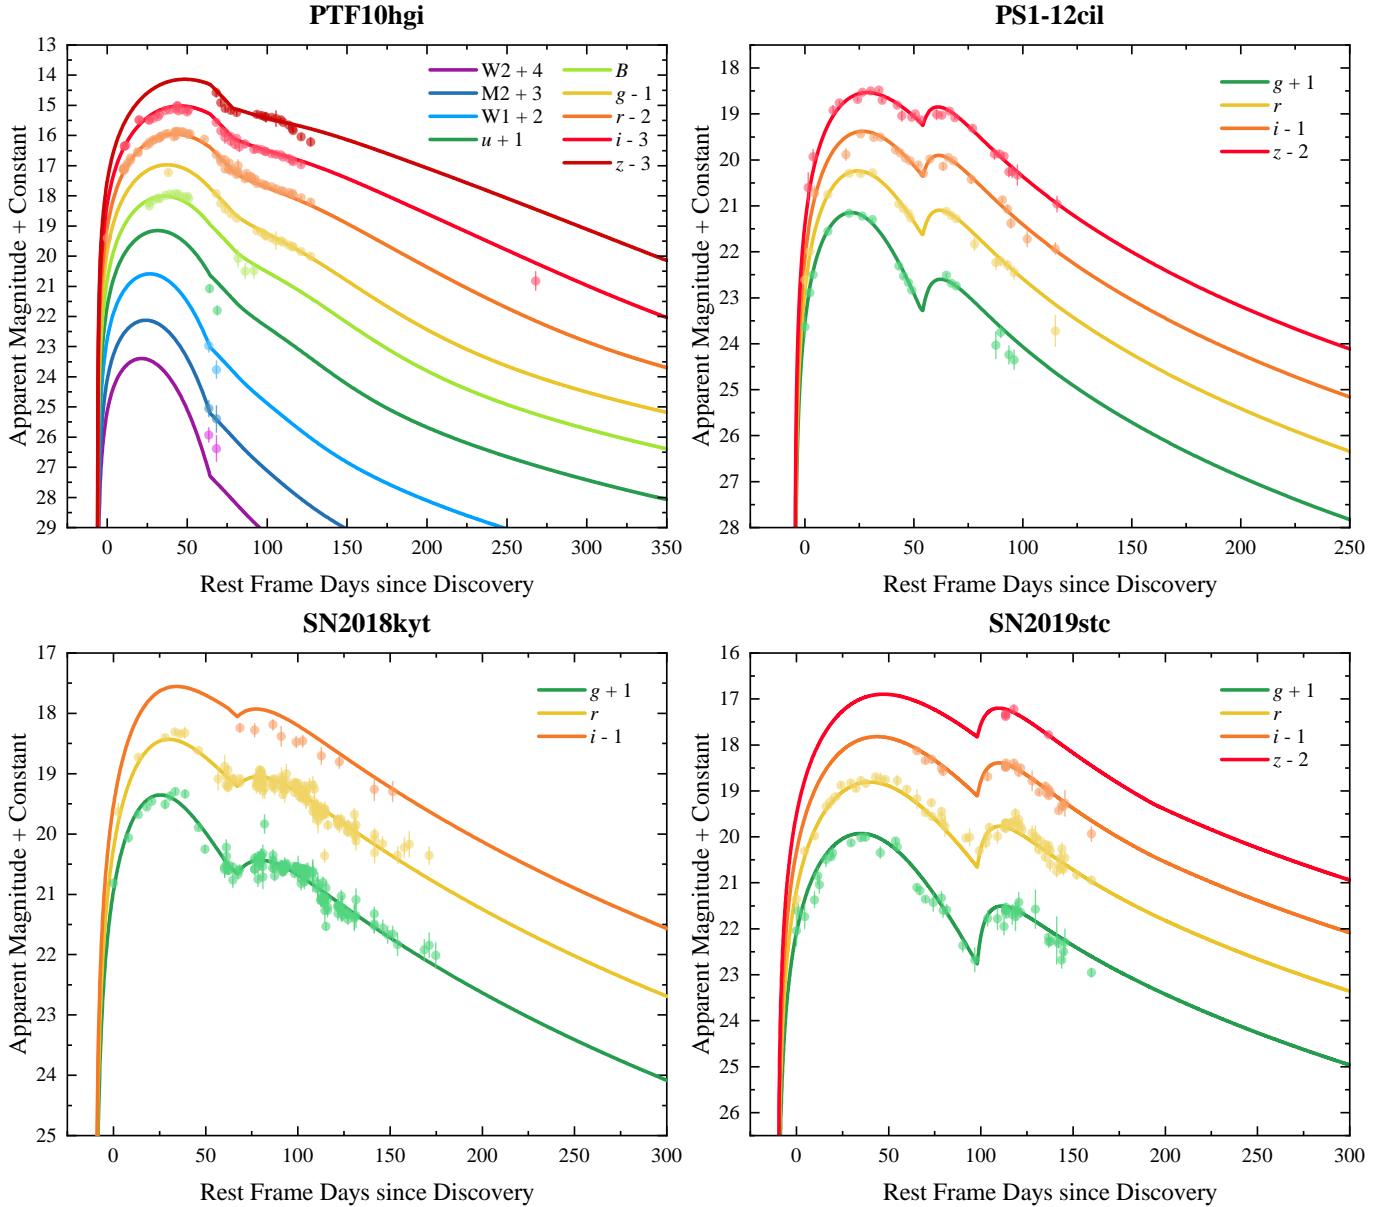 PTF10hgi
13
14
15
16
17
18
19
20
21
22
23
24
25
26
27
28
29
0 50 100 150 200 250 300 350
Apparent Magnitude + Constant
Rest Frame Days since Discovery
W2 + 4
M2 + 3
W1 + 2
u + 1
B
g - 1
r - 2
i - 3
z - 3
PS1-12cil
18
19
20
21
22
23
24
25
26
27
28
0 50 100 150 200 250
Apparent Magnitude + Constant
Rest Frame Days since Discovery
g + 1
r
i - 1
z - 2
SN2018kyt
17
18
19
20
21
22
23
24
25
0 50 100 150 200 250 300
Apparent Magnitude + Constant
Rest Frame Days since Discovery
g + 1
r
i - 1
SN2019stc
16
17
18
19
20
21
22
23
24
25
26
0 50 100 150 200 250 300
Apparent Magnitude + Constant
Rest Frame Days since Discovery
g + 1
r
i - 1
z - 2